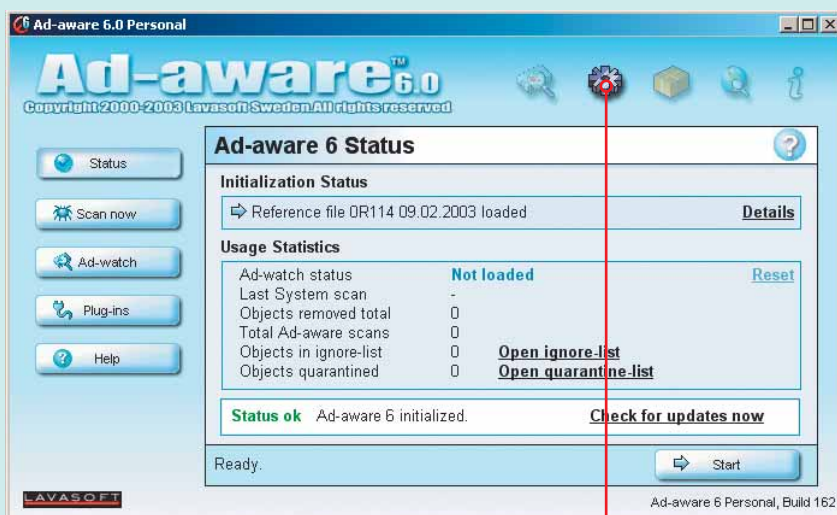 Ad-aware 6.0 Personal
Ad-aware™ 6.0
Copyright 2000-2003 Lavasoft Sweden All rights reserved
Status
Scan now
Ad-watch
Plug-ins
Help
Ad-aware 6 Status
Initialization Status
Reference file 0R114 09.02.2003 loaded Details
Usage Statistics
Ad-watch status Not loaded Reset
Last System scan -
Objects removed total 0
Total Ad-aware scans 0
Objects in ignore-list 0 Open ignore-list
Objects quarantined 0 Open quarantine-list
Status ok Ad-aware 6 initialized. Check for updates now
Ready. Start
LAVASOFT
Ad-aware 6 Personal, Build 162